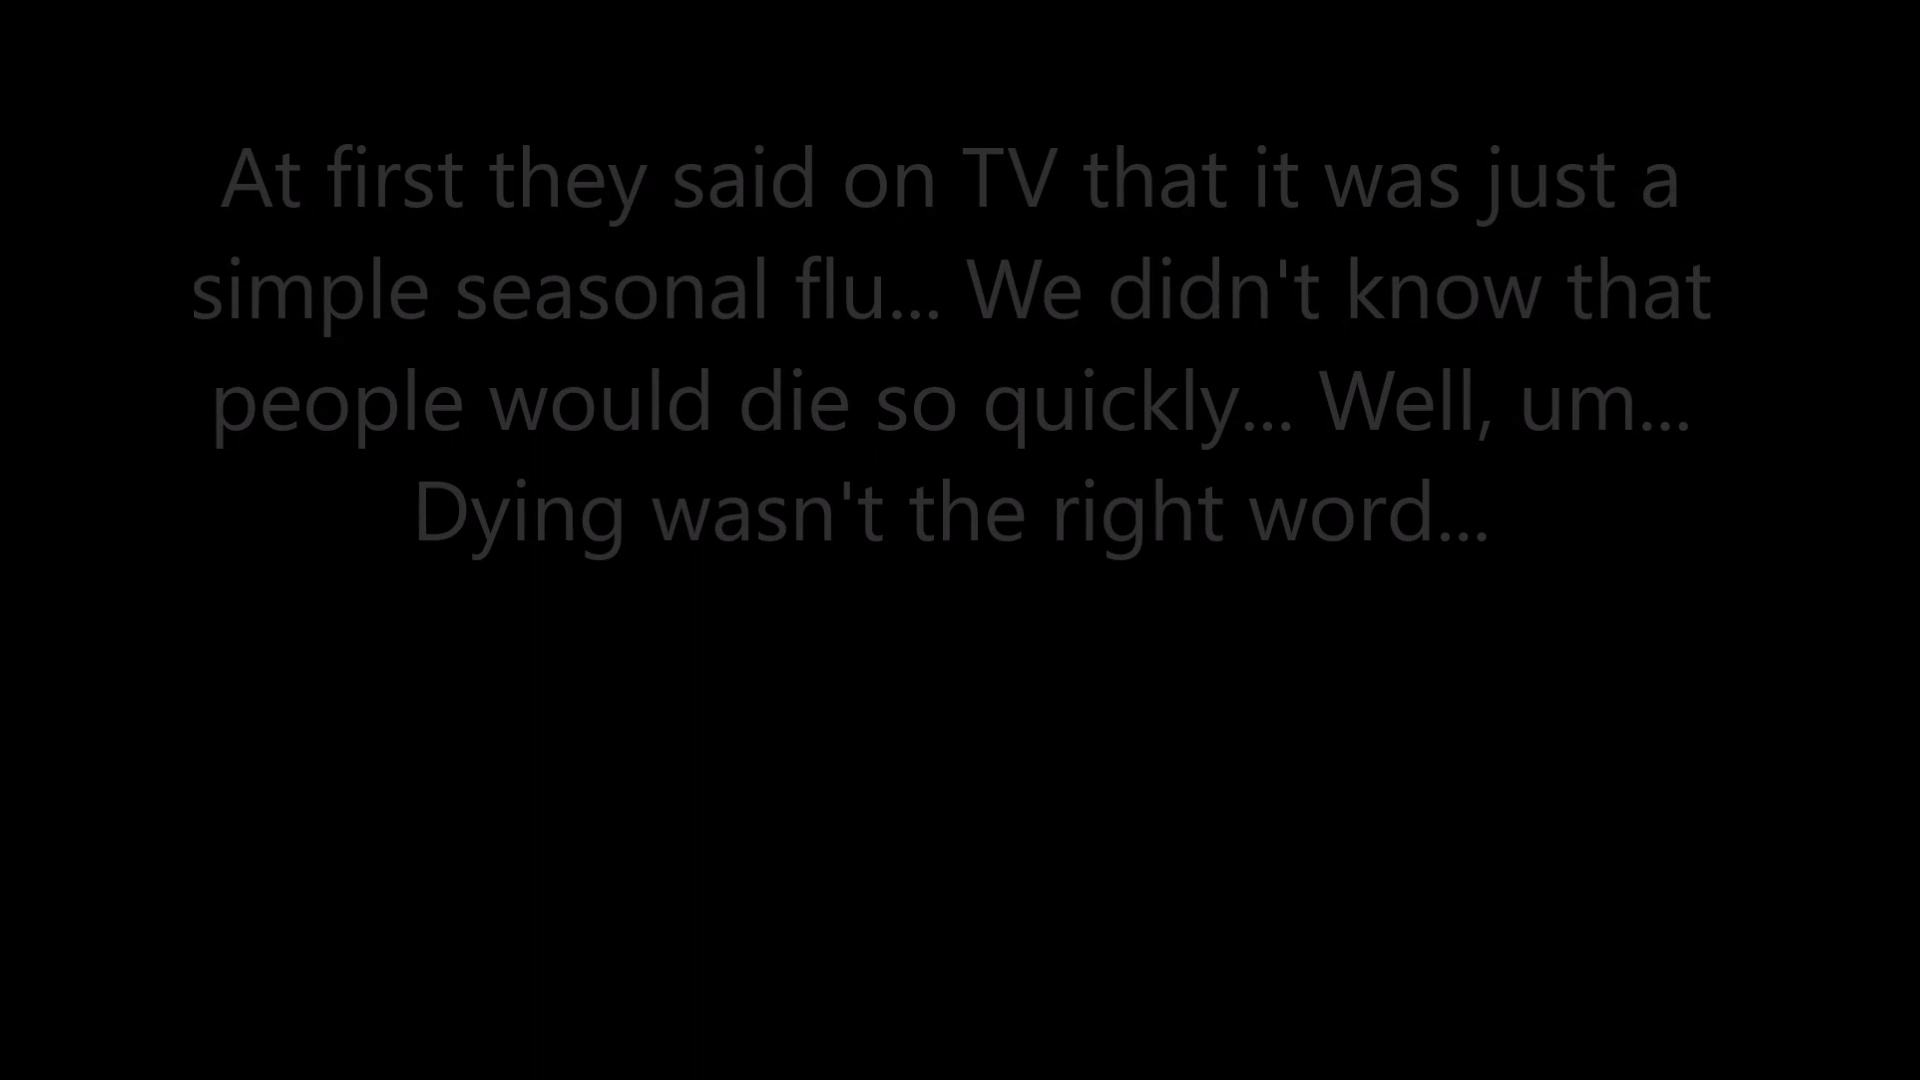 At first they said on TV that it was just a
simple seasonal flu... We didn't know that
people would die so quickly... Well, um...
Dying wasn't the right word...